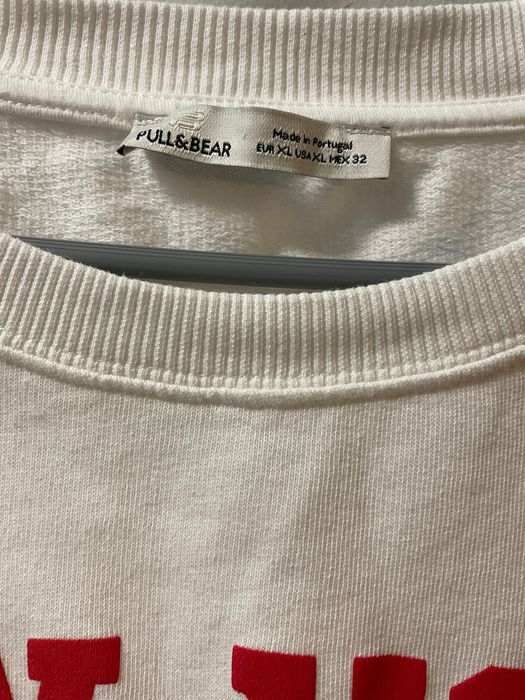 PULL&BEAR
Made in Portugal
EUR XL USA XL MEX 32